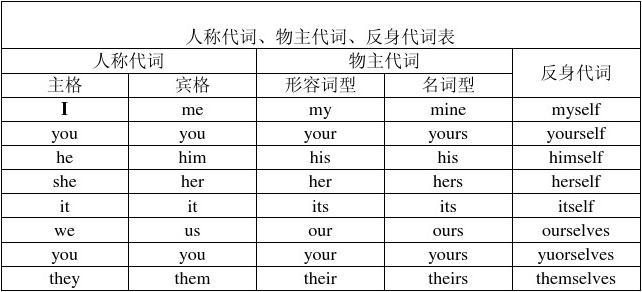 人称代词、物主代词、反身代词表
人称代词 物主代词 反身代词
主格 宾格 形容词型 名词型
I me my mine myself
you you your yours yourself
he him his his himself
she her her hers herself
it it its its itself
we us our ours ourselves
you you your yours yuorselves
they them their theirs themselves